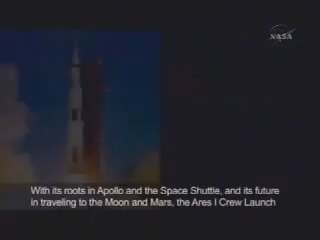 NASA
With its roots in Apollo and the Space Shuttle, and its future
in traveling to the Moon and Mars, the Ares I Crew Launch